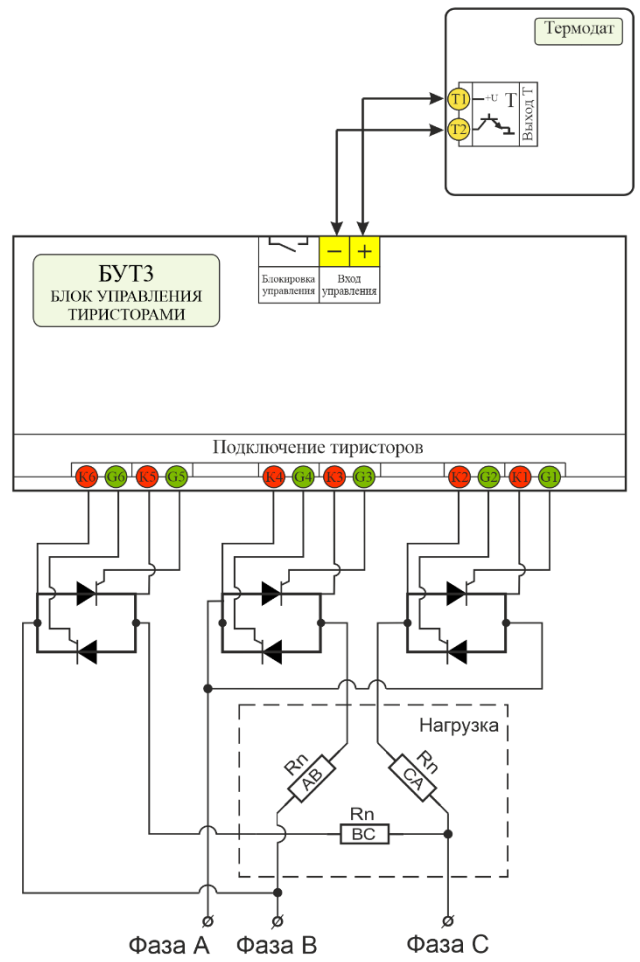 Термодат
T1
+U
T
T2
Выход Т
БУТ3
БЛОК УПРАВЛЕНИЯ
ТИРИСТОРАМИ
− +
Блокировка
управления
Вход
управления
Подключение тиристоров
K6 G6 K5 G5 K4 G4 K3 G3 K2 G2 K1 G1
Нагрузка
Rn
AB
Rn
CA
Rn
BC
Фаза А Фаза В Фаза С